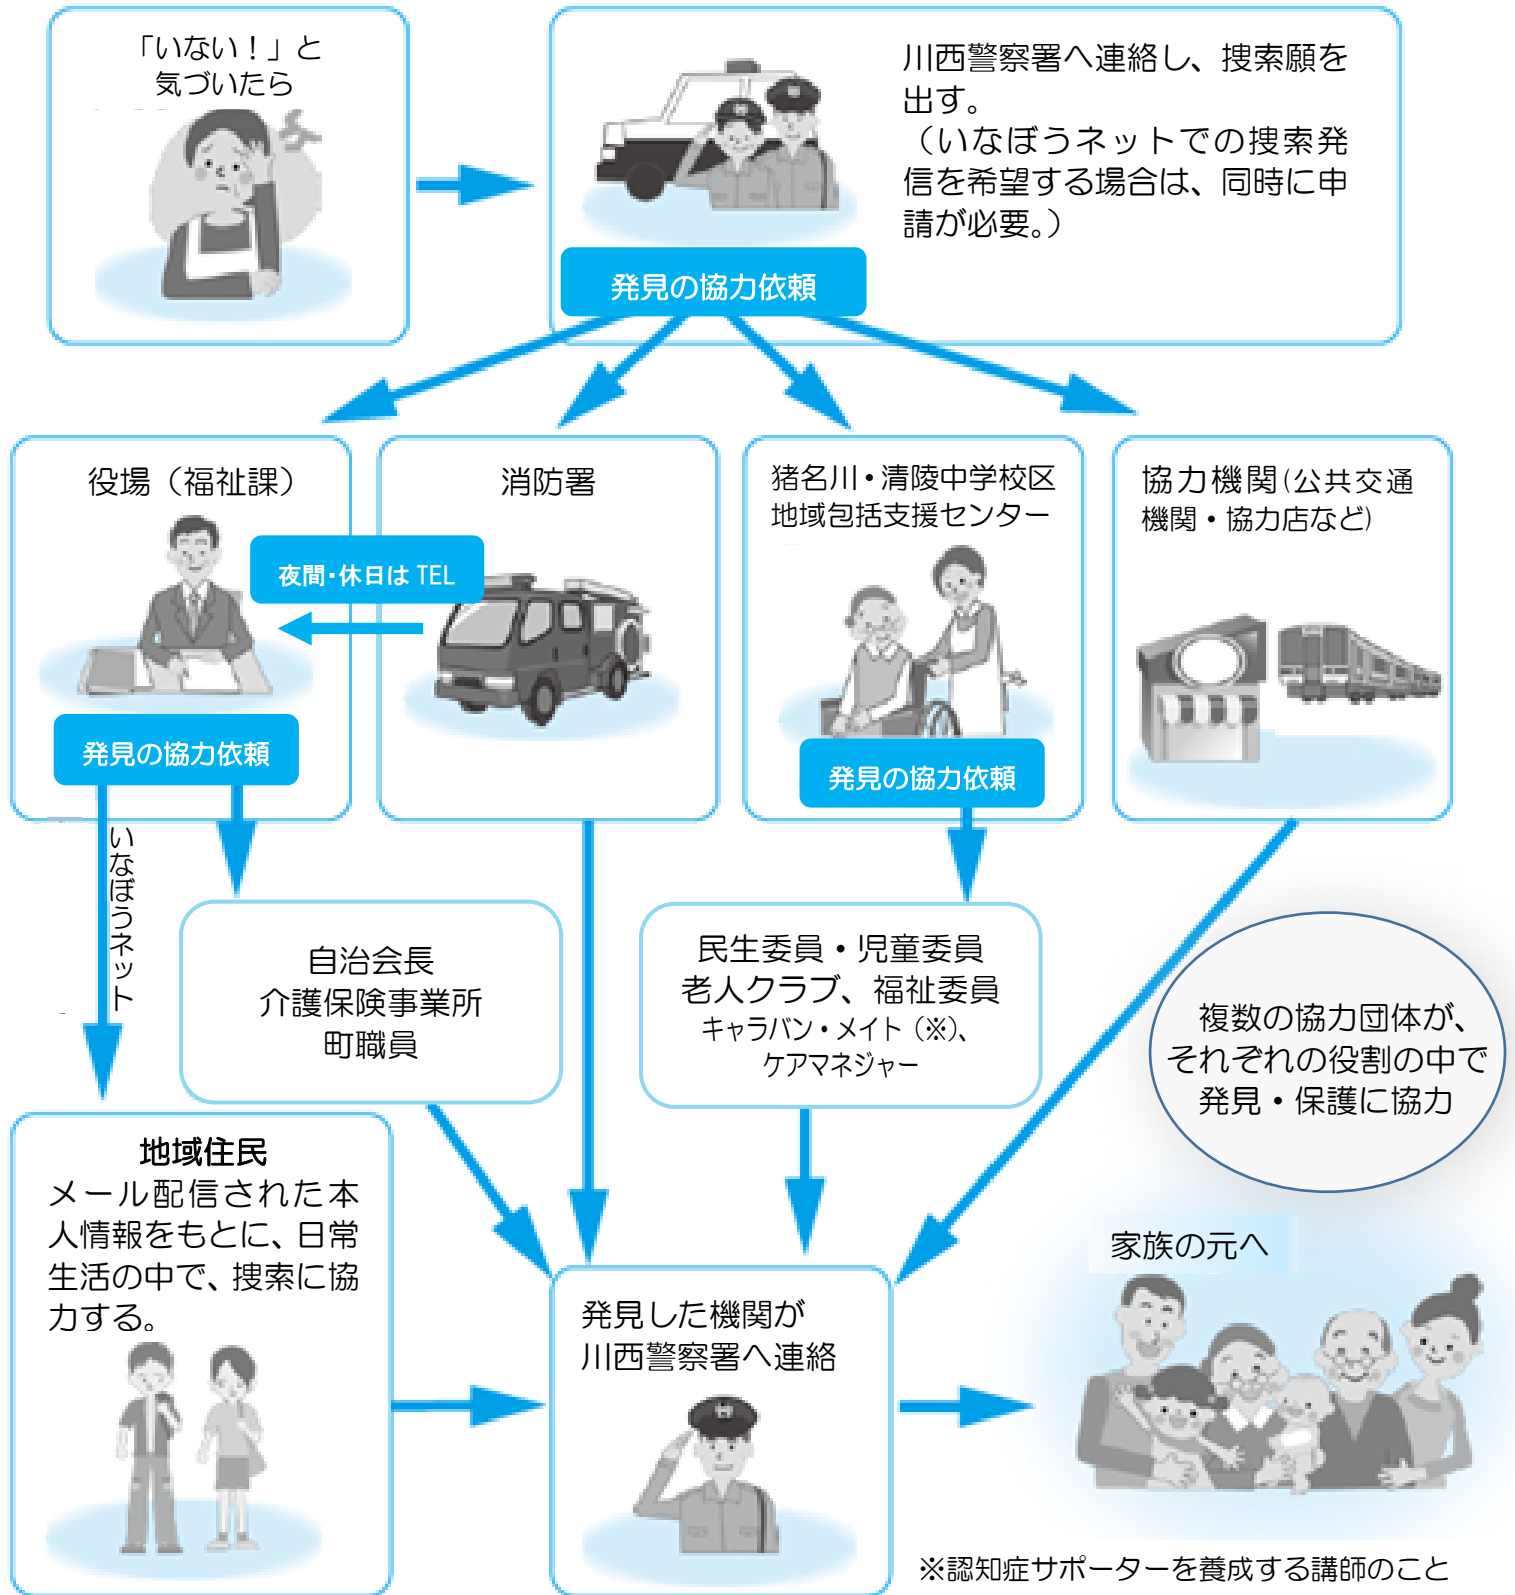 「いない！」と
気づいたら
川西警察署へ連絡し、捜索願を
出す。
（いなぼうネットでの捜索発
信を希望する場合は、同時に申
請が必要。）
発見の協力依頼
役場（福祉課）
消防署
猪名川・清陵中学校区
地域包括支援センター
協力機関(公共交通
機関・協力店など)
夜間・休日は TEL
発見の協力依頼
発見の協力依頼
いなぼうネット
自治会長
介護保険事業所
町職員
民生委員・児童委員
老人クラブ、福祉委員
キャラバン・メイト（※）、
ケアマネジャー
複数の協力団体が、
それぞれの役割の中で
発見・保護に協力
地域住民
メール配信された本
人情報をもとに、日常
生活の中で、捜索に協
力する。
発見した機関が
川西警察署へ連絡
家族の元へ
※認知症サポーターを養成する講師のこと